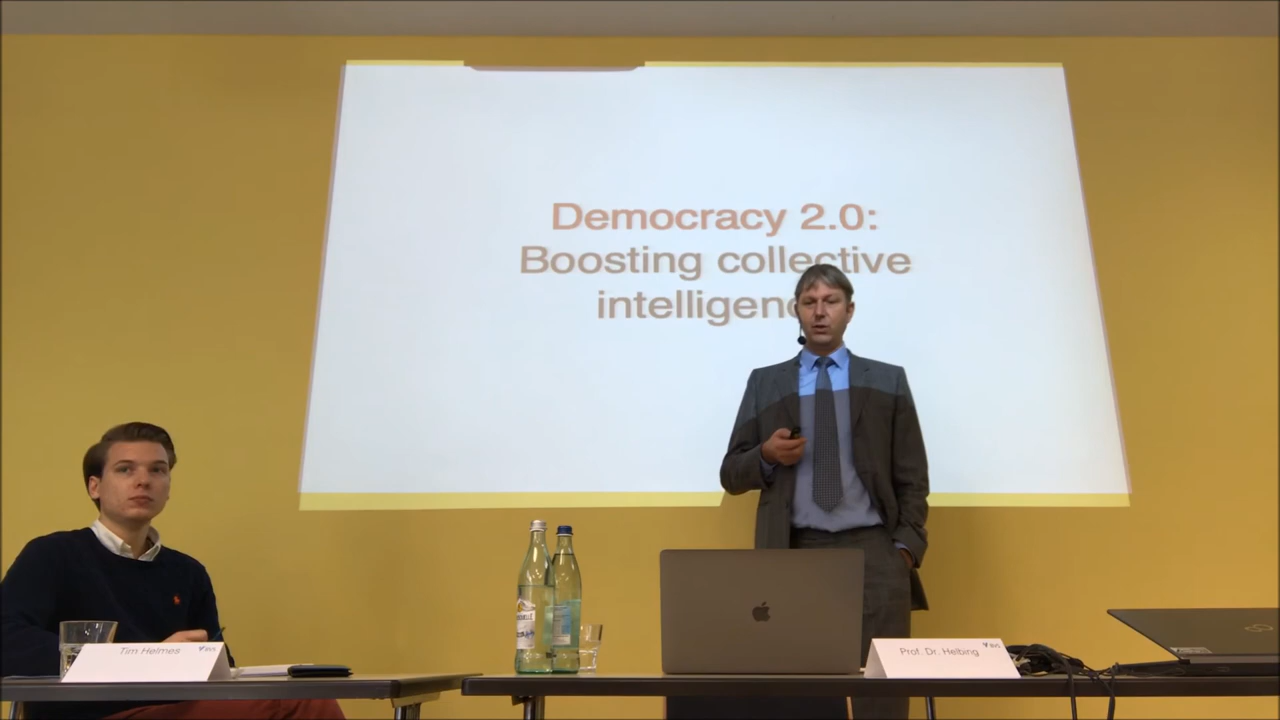 Democracy 2.0:
Boosting collective
intelligenc
Tim Helmes
Prof. Dr. Helbing